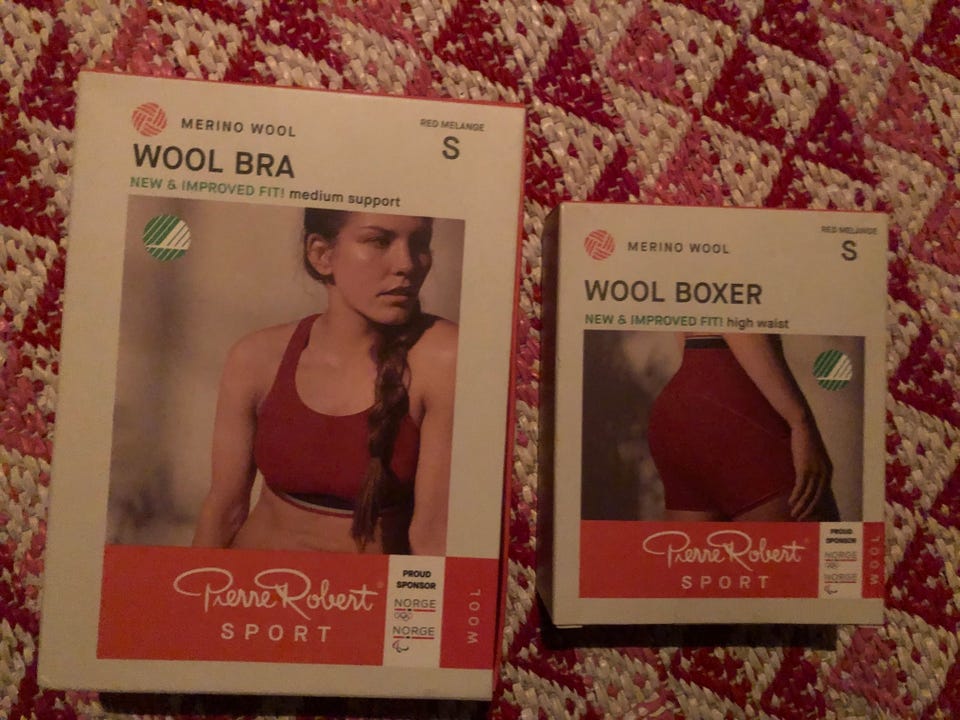 MERINO WOOL
RED MELANGE
S
WOOL BRA
NEW & IMPROVED FIT! medium support
Pierre Robert
SPORT
PROUD
SPONSOR
NORGE
NORGE
WOOL
MERINO WOOL
RED MELANGE
S
WOOL BOXER
NEW & IMPROVED FIT! high waist
Pierre Robert
SPORT
PROUD
SPONSOR
NORGE
NORGE
WOOL